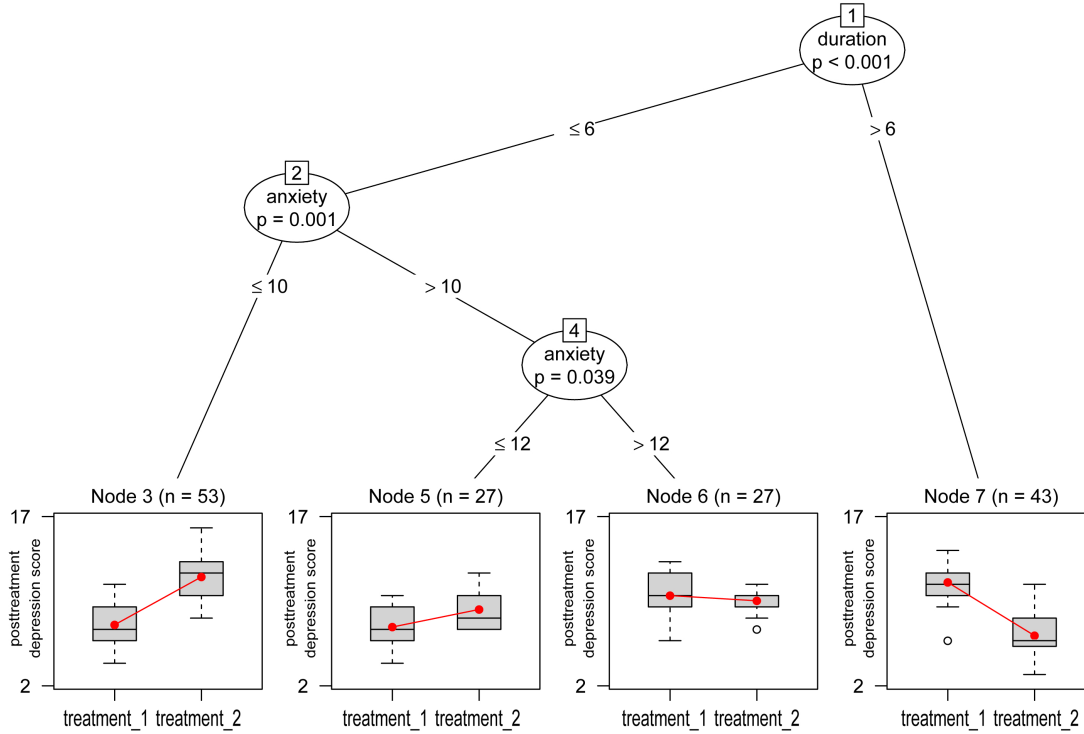 1
duration
p < 0.001
≤ 6
> 6
2
anxiety
p = 0.001
≤ 10
> 10
4
anxiety
p = 0.039
≤ 12
> 12
Node 3 (n = 53)
17
2
posttreatment
depression score
treatment_1
treatment_2
Node 5 (n = 27)
17
2
posttreatment
depression score
treatment_1
treatment_2
Node 6 (n = 27)
17
2
posttreatment
depression score
treatment_1
treatment_2
Node 7 (n = 43)
17
2
posttreatment
depression score
treatment_1
treatment_2